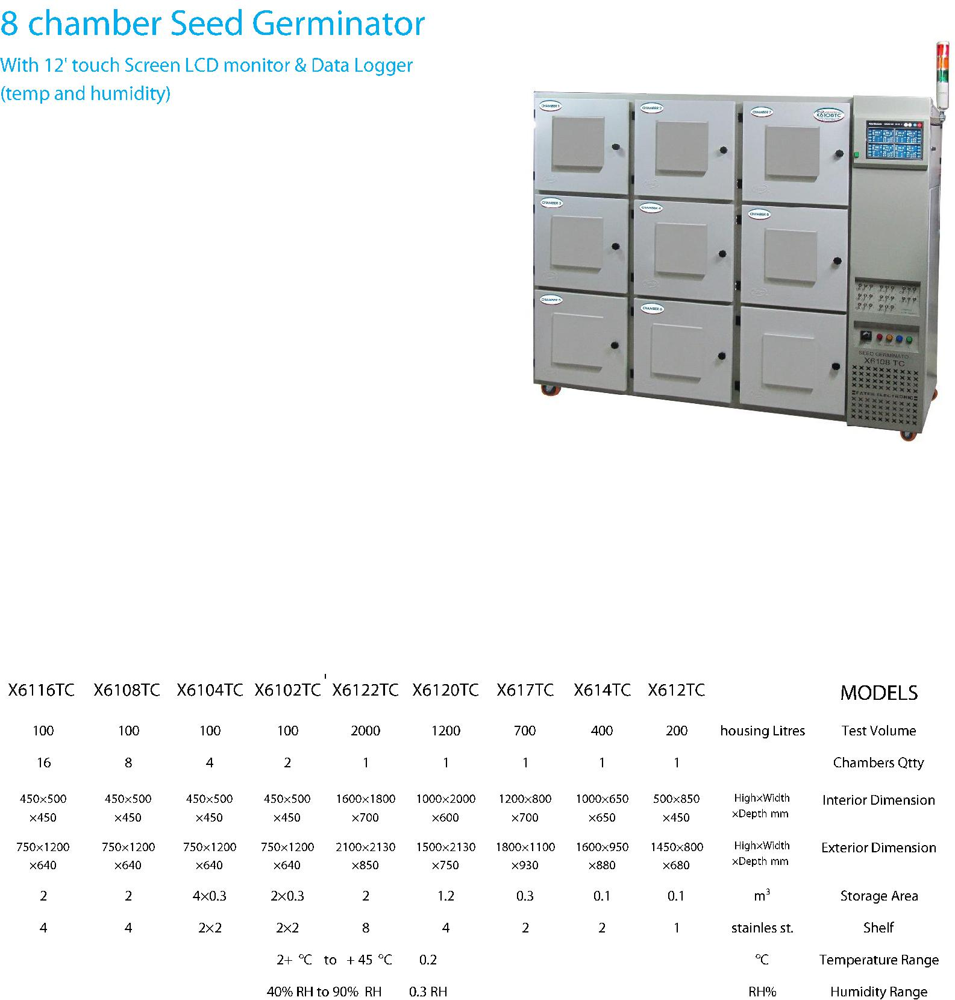 8 chamber Seed Germinator
With 12' touch Screen LCD monitor & Data Logger
(temp and humidity)
CHAMBER 1
CHAMBER 2
CHAMBER 7
X6108TC
CHAMBER 3
CHAMBER 4
CHAMBER 8
CHAMBER 5
CHAMBER 6
SEED GERMINATO
X6108 TC
FATER ELECTRONIC
X6116TC X6108TC X6104TC X6102TC ' X6122TC X6120TC X617TC X614TC X612TC MODELS
100 100 100 100 2000 1200 700 400 200 housing Litres Test Volume
16 8 4 2 1 1 1 1 1 Chambers Qtty
450×500 450×500 450×500 450×500 1600×1800 1000×2000 1200×800 1000×650 500×850 High×Width Interior Dimension
×450 ×450 ×450 ×450 ×700 ×600 ×700 ×650 ×450 ×Depth mm
750×1200 750×1200 750×1200 750×1200 2100×2130 1500×2130 1800×1100 1600×950 1450×800 High×Width Exterior Dimension
×640 ×640 ×640 ×640 ×850 ×750 ×930 ×880 ×680 ×Depth mm
2 2 4×0.3 2×0.3 2 1.2 0.3 0.1 0.1 m³ Storage Area
4 4 2×2 2×2 8 4 2 2 1 stainles st. Shelf
2+ °C to + 45 °C 0.2 °C Temperature Range
40% RH to 90% RH 0.3 RH RH% Humidity Range